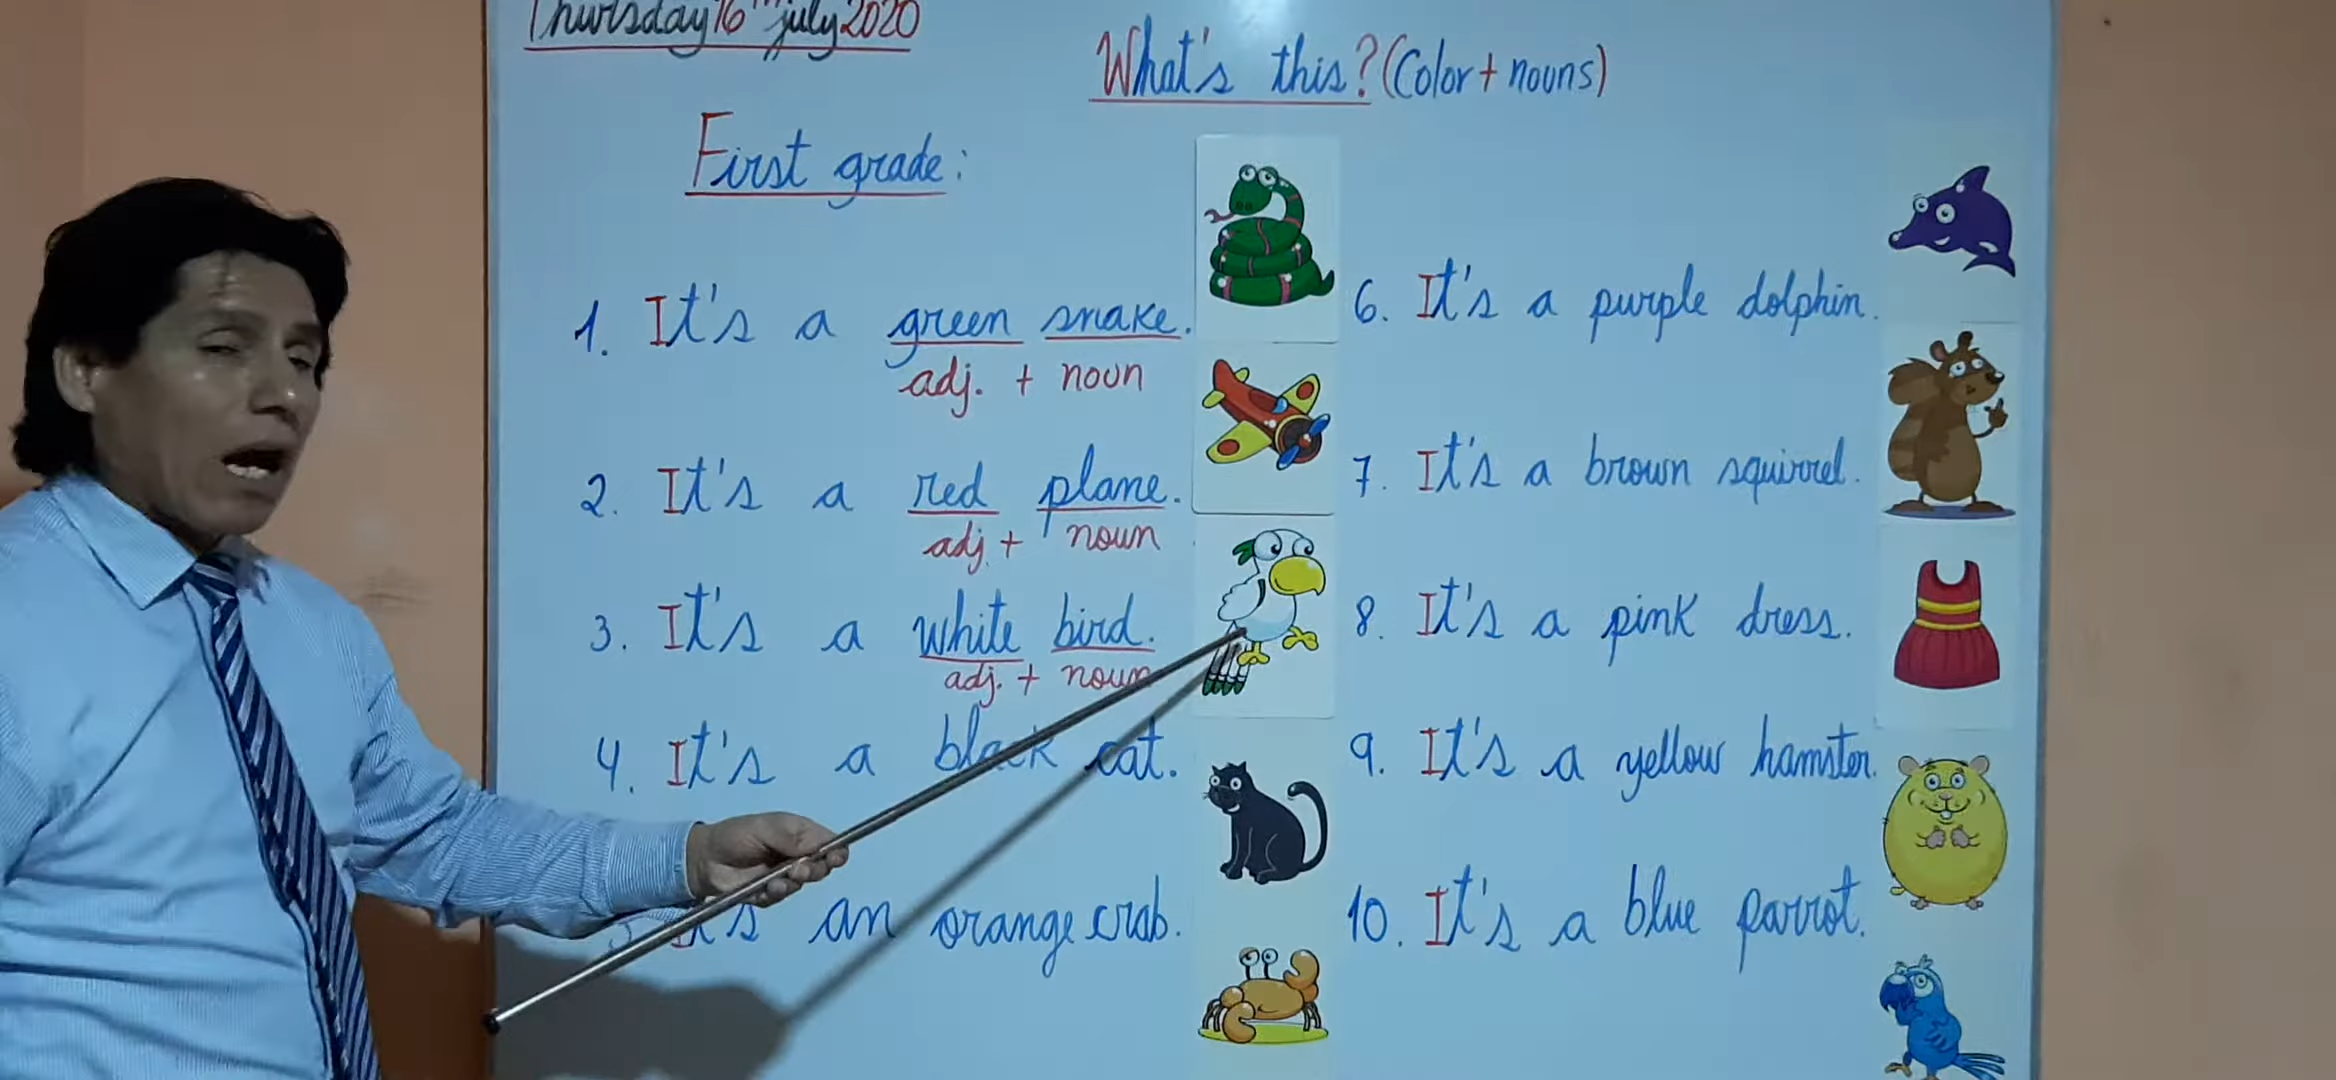 Thursday 16th july 2020
What's this? (Color + nouns)
First grade:
1. It's a green snake.
adj. + noun
2. It's a red plane.
adj. + noun
3. It's a white bird.
adj. + noun
4. It's a black cat.
5. It's an orange crab.
6. It's a purple dolphin.
7. It's a brown squirrel.
8. It's a pink dress.
9. It's a yellow hamster.
10. It's a blue parrot.